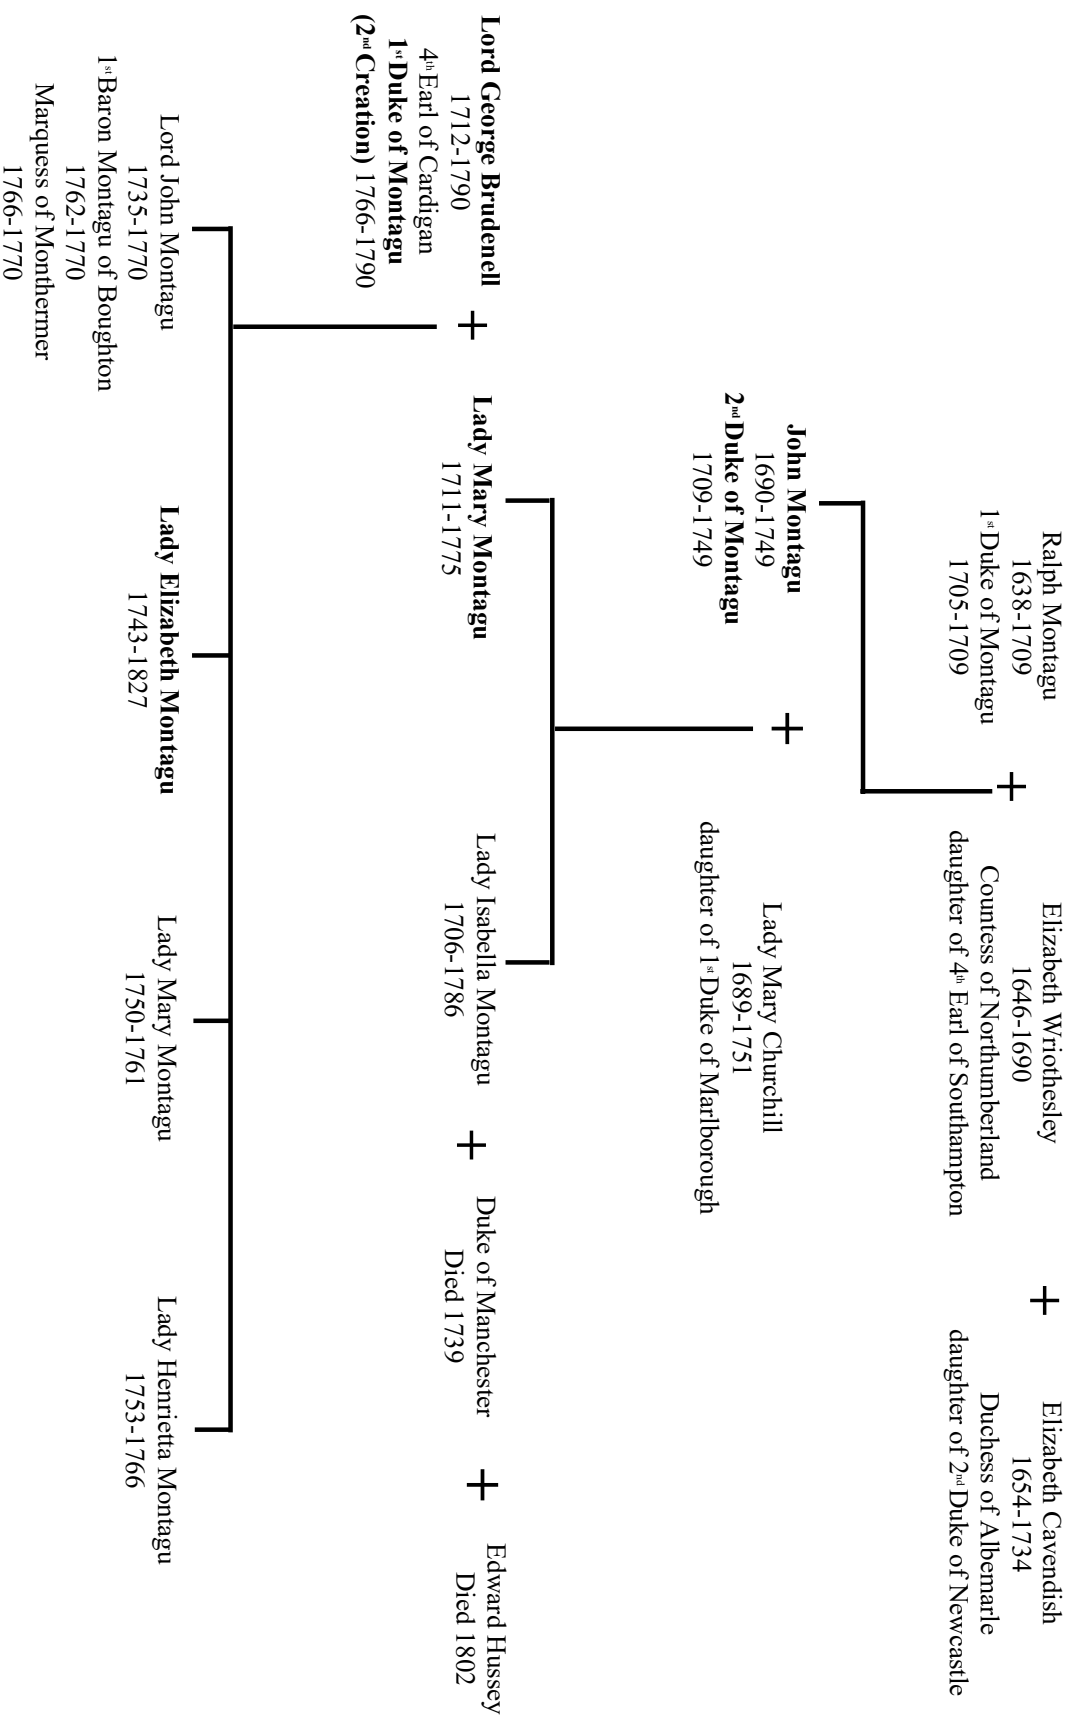 Ralph Montagu
1638-1709
1st Duke of Montagu
1705-1709
+
Elizabeth Wriothesley
1646-1690
Countess of Northumberland
daughter of 4th Earl of Southampton
+
Elizabeth Cavendish
1654-1734
Duchess of Albemarle
daughter of 2nd Duke of Newcastle
John Montagu
1690-1749
2nd Duke of Montagu
1709-1749
+
Lady Mary Churchill
1689-1751
daughter of 1st Duke of Marlborough
Lord George Brudenell
1712-1790
4th Earl of Cardigan
1st Duke of Montagu
(2nd Creation) 1766-1790
+
Lady Mary Montagu
1711-1775
Lady Isabella Montagu
1706-1786
+
Duke of Manchester
Died 1739
+
Edward Hussey
Died 1802
Lord John Montagu
1735-1770
1st Baron Montagu of Boughton
1762-1770
Marquess of Monthermer
1766-1770
Lady Elizabeth Montagu
1743-1827
Lady Mary Montagu
1750-1761
Lady Henrietta Montagu
1753-1766